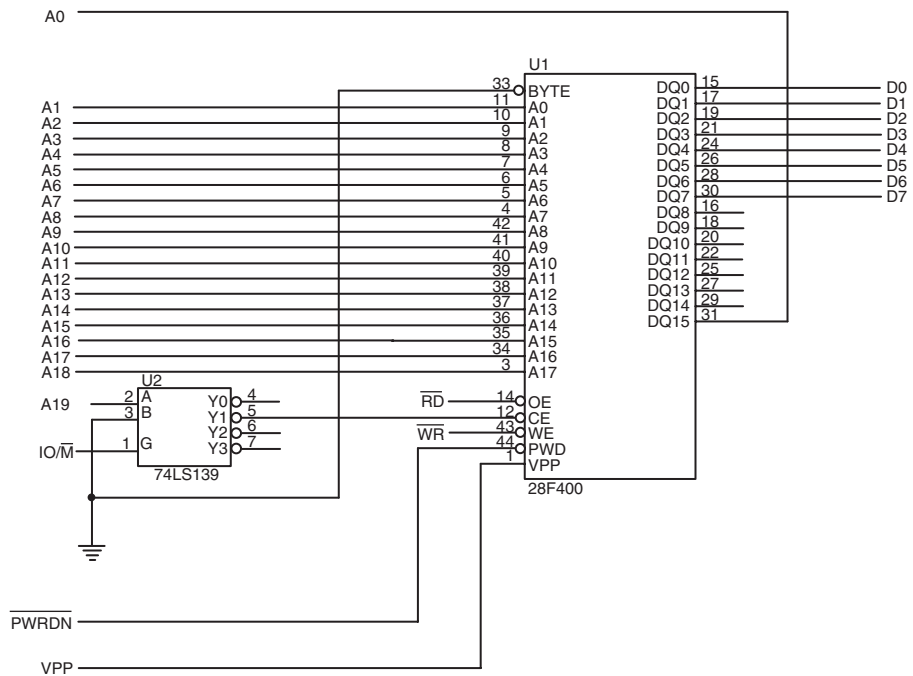 A0
U1
33 BYTE
A1 11 A0
A2 10 A1
A3 9 A2
A4 8 A3
A5 7 A4
A6 6 A5
A7 5 A6
A8 4 A7
A9 42 A8
A10 41 A9
A11 40 A10
A12 39 A11
A13 38 A12
A14 37 A13
A15 36 A14
A16 35 A15
A17 34 A16
A18 3 A17
DQ0 15 D0
DQ1 17 D1
DQ2 19 D2
DQ3 21 D3
DQ4 24 D4
DQ5 26 D5
DQ6 28 D6
DQ7 30 D7
DQ8 16
DQ9 18
DQ10 20
DQ11 22
DQ12 25
DQ13 27
DQ14 29
DQ15 31
U2
A19 2 A Y0 4
3 B Y1 5
Y2 6
IO/M̅ 1 G Y3 7
74LS139
R̅D̅ 14 OE
12 CE
W̅R̅ 43 WE
44 PWD
1 VPP
28F400
P̅W̅R̅D̅N̅
VPP